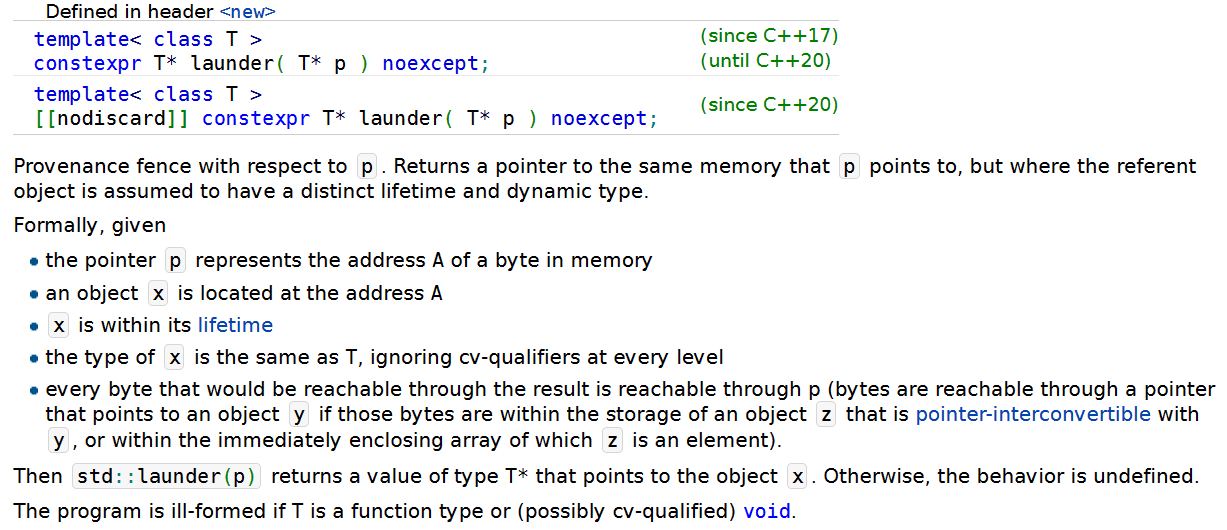 Defined in header <new>
template< class T >
constexpr T* launder( T* p ) noexcept;
(since C++17)
(until C++20)
template< class T >
[[nodiscard]] constexpr T* launder( T* p ) noexcept;
(since C++20)
Provenance fence with respect to p. Returns a pointer to the same memory that p points to, but where the referent
object is assumed to have a distinct lifetime and dynamic type.
Formally, given
• the pointer p represents the address A of a byte in memory
• an object x is located at the address A
• x is within its lifetime
• the type of x is the same as T, ignoring cv-qualifiers at every level
• every byte that would be reachable through the result is reachable through p (bytes are reachable through a pointer
that points to an object y if those bytes are within the storage of an object z that is pointer-interconvertible with
y, or within the immediately enclosing array of which z is an element).
Then std::launder(p) returns a value of type T* that points to the object x. Otherwise, the behavior is undefined.
The program is ill-formed if T is a function type or (possibly cv-qualified) void.